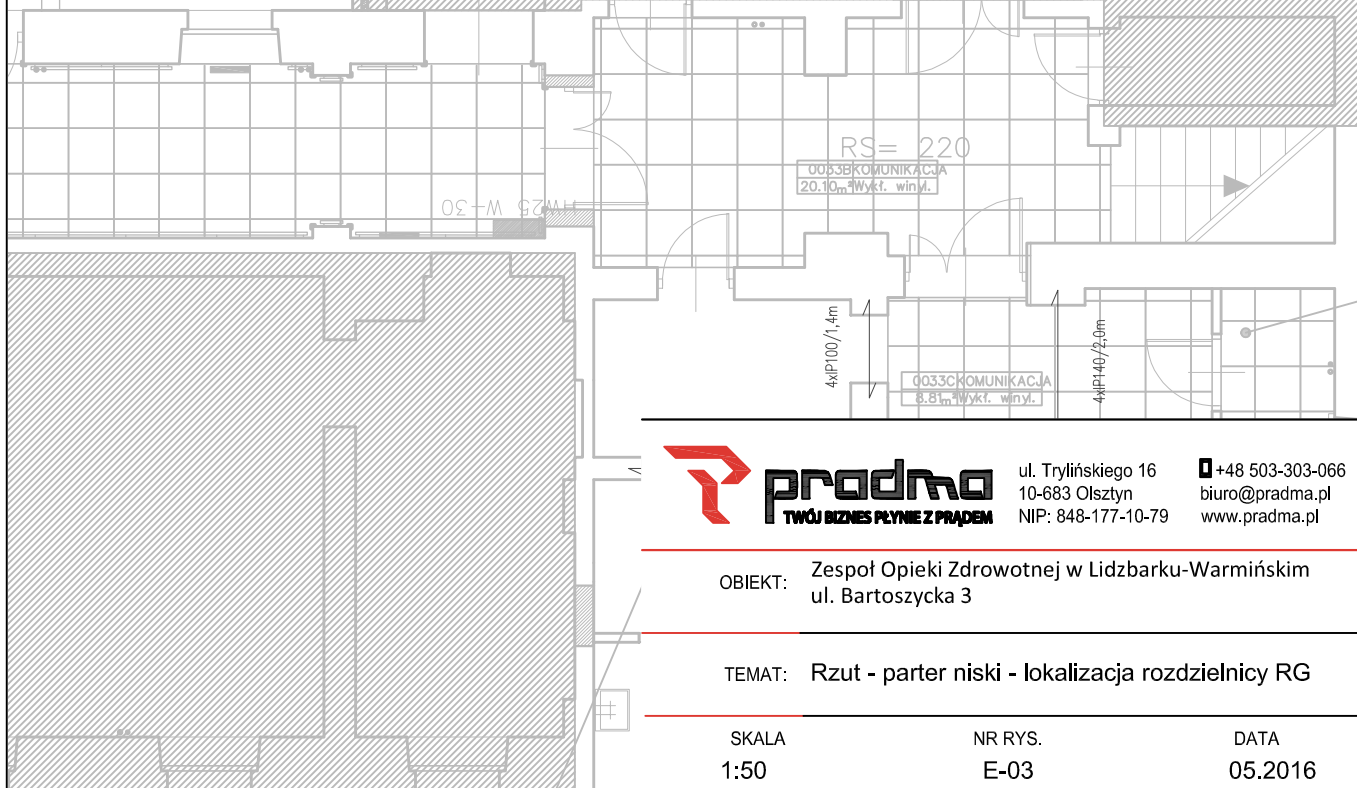 RS= 220
0033BKOMUNIKACJA
20.10m²Wykł. winyl.
HW25 W-30
4xIP100/1,4m
4xIP140/2,0m
0033CKOMUNIKACJA
8.81m²Wykł. winyl.
pradma
TWÓJ BIZNES PŁYNIE Z PRĄDEM
ul. Trylińskiego 16
10-683 Olsztyn
NIP: 848-177-10-79
+48 503-303-066
biuro@pradma.pl
www.pradma.pl
OBIEKT: Zespoł Opieki Zdrowotnej w Lidzbarku-Warmińskim
ul. Bartoszycka 3
TEMAT: Rzut - parter niski - lokalizacja rozdzielnicy RG
SKALA NR RYS. DATA
1:50 E-03 05.2016